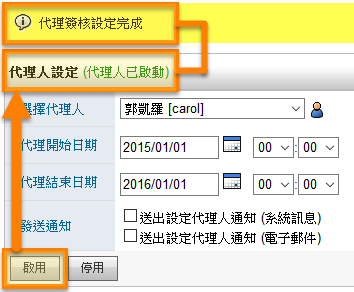 代理簽核設定完成
代理人設定 (代理人已啟動)
選擇代理人 郭凱羅 [carol]
代理開始日期 2015/01/01 00 : 00
代理結束日期 2016/01/01 00 : 00
發送通知 送出設定代理人通知 (系統訊息)
送出設定代理人通知 (電子郵件)
啟用 停用